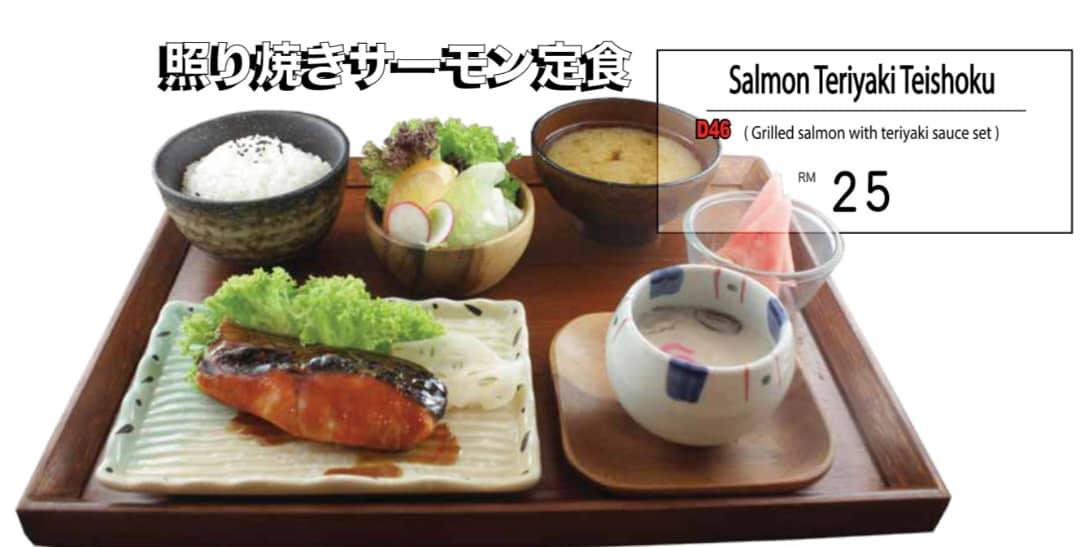 照り焼きサーモン定食
Salmon Teriyaki Teishoku
D46 ( Grilled salmon with teriyaki sauce set )
RM 25